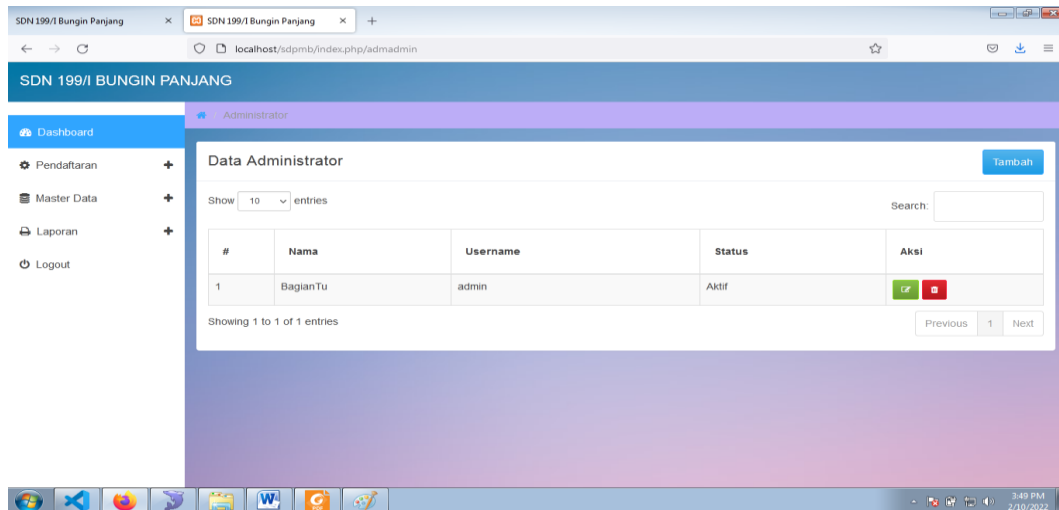 SDN 199/I Bungin Panjang
SDN 199/I Bungin Panjang
localhost/sdpmb/index.php/admadmin
SDN 199/I BUNGIN PANJANG
/ Administrator
Dashboard
Pendaftaran
Master Data
Laporan
Logout
Data Administrator
Tambah
Show 10 entries
Search:
# Nama Username Status Aksi
1 BagianTu admin Aktif
Showing 1 to 1 of 1 entries
Previous 1 Next
3:49 PM
2/10/2022